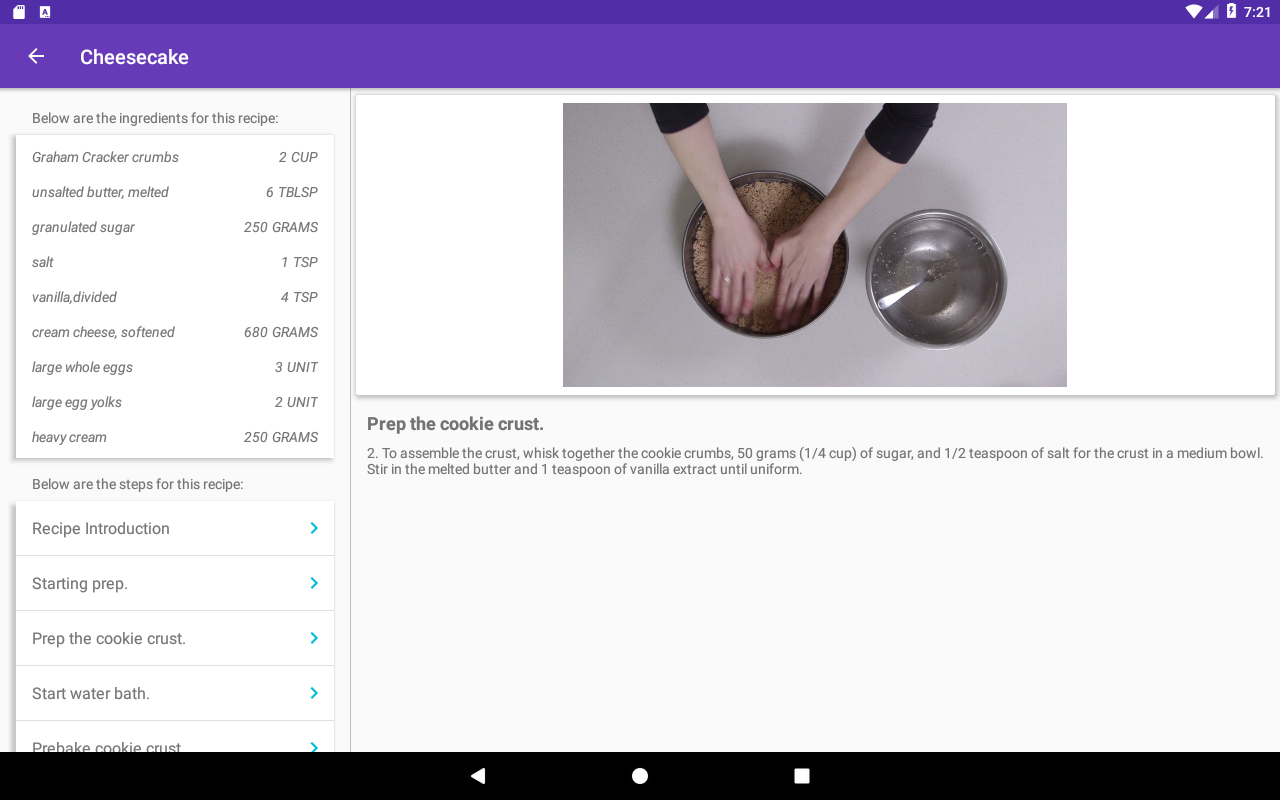 7:21
Cheesecake
Below are the ingredients for this recipe:
Graham Cracker crumbs 2 CUP
unsalted butter, melted 6 TBLSP
granulated sugar 250 GRAMS
salt 1 TSP
vanilla,divided 4 TSP
cream cheese, softened 680 GRAMS
large whole eggs 3 UNIT
large egg yolks 2 UNIT
heavy cream 250 GRAMS
Below are the steps for this recipe:
Recipe Introduction
Starting prep.
Prep the cookie crust.
Start water bath.
Prebake cookie crust
Prep the cookie crust.
2. To assemble the crust, whisk together the cookie crumbs, 50 grams (1/4 cup) of sugar, and 1/2 teaspoon of salt for the crust in a medium bowl.
Stir in the melted butter and 1 teaspoon of vanilla extract until uniform.